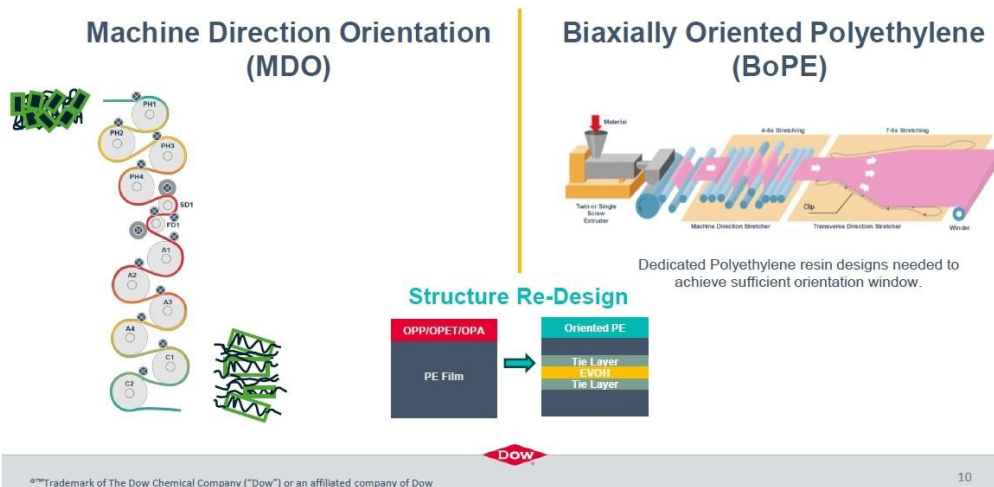 Machine Direction Orientation
(MDO)
PH1
PH2
PH3
PH4
SD1
FD1
A1
A2
A3
A4
C1
C2
Biaxially Oriented Polyethylene
(BoPE)
Material
4-6x Stretching
Twin or Single
Screw
Extruder
Machine Direction Stretcher
Clip
Transverse Direction Stretcher
Winder
Dedicated Polyethylene resin designs needed to
achieve sufficient orientation window.
Structure Re-Design
OPP/OPET/OPA
PE Film
Oriented PE
Tie Layer
EVOH
Tie Layer
Dow
®™Trademark of The Dow Chemical Company ("Dow") or an affiliated company of Dow
10